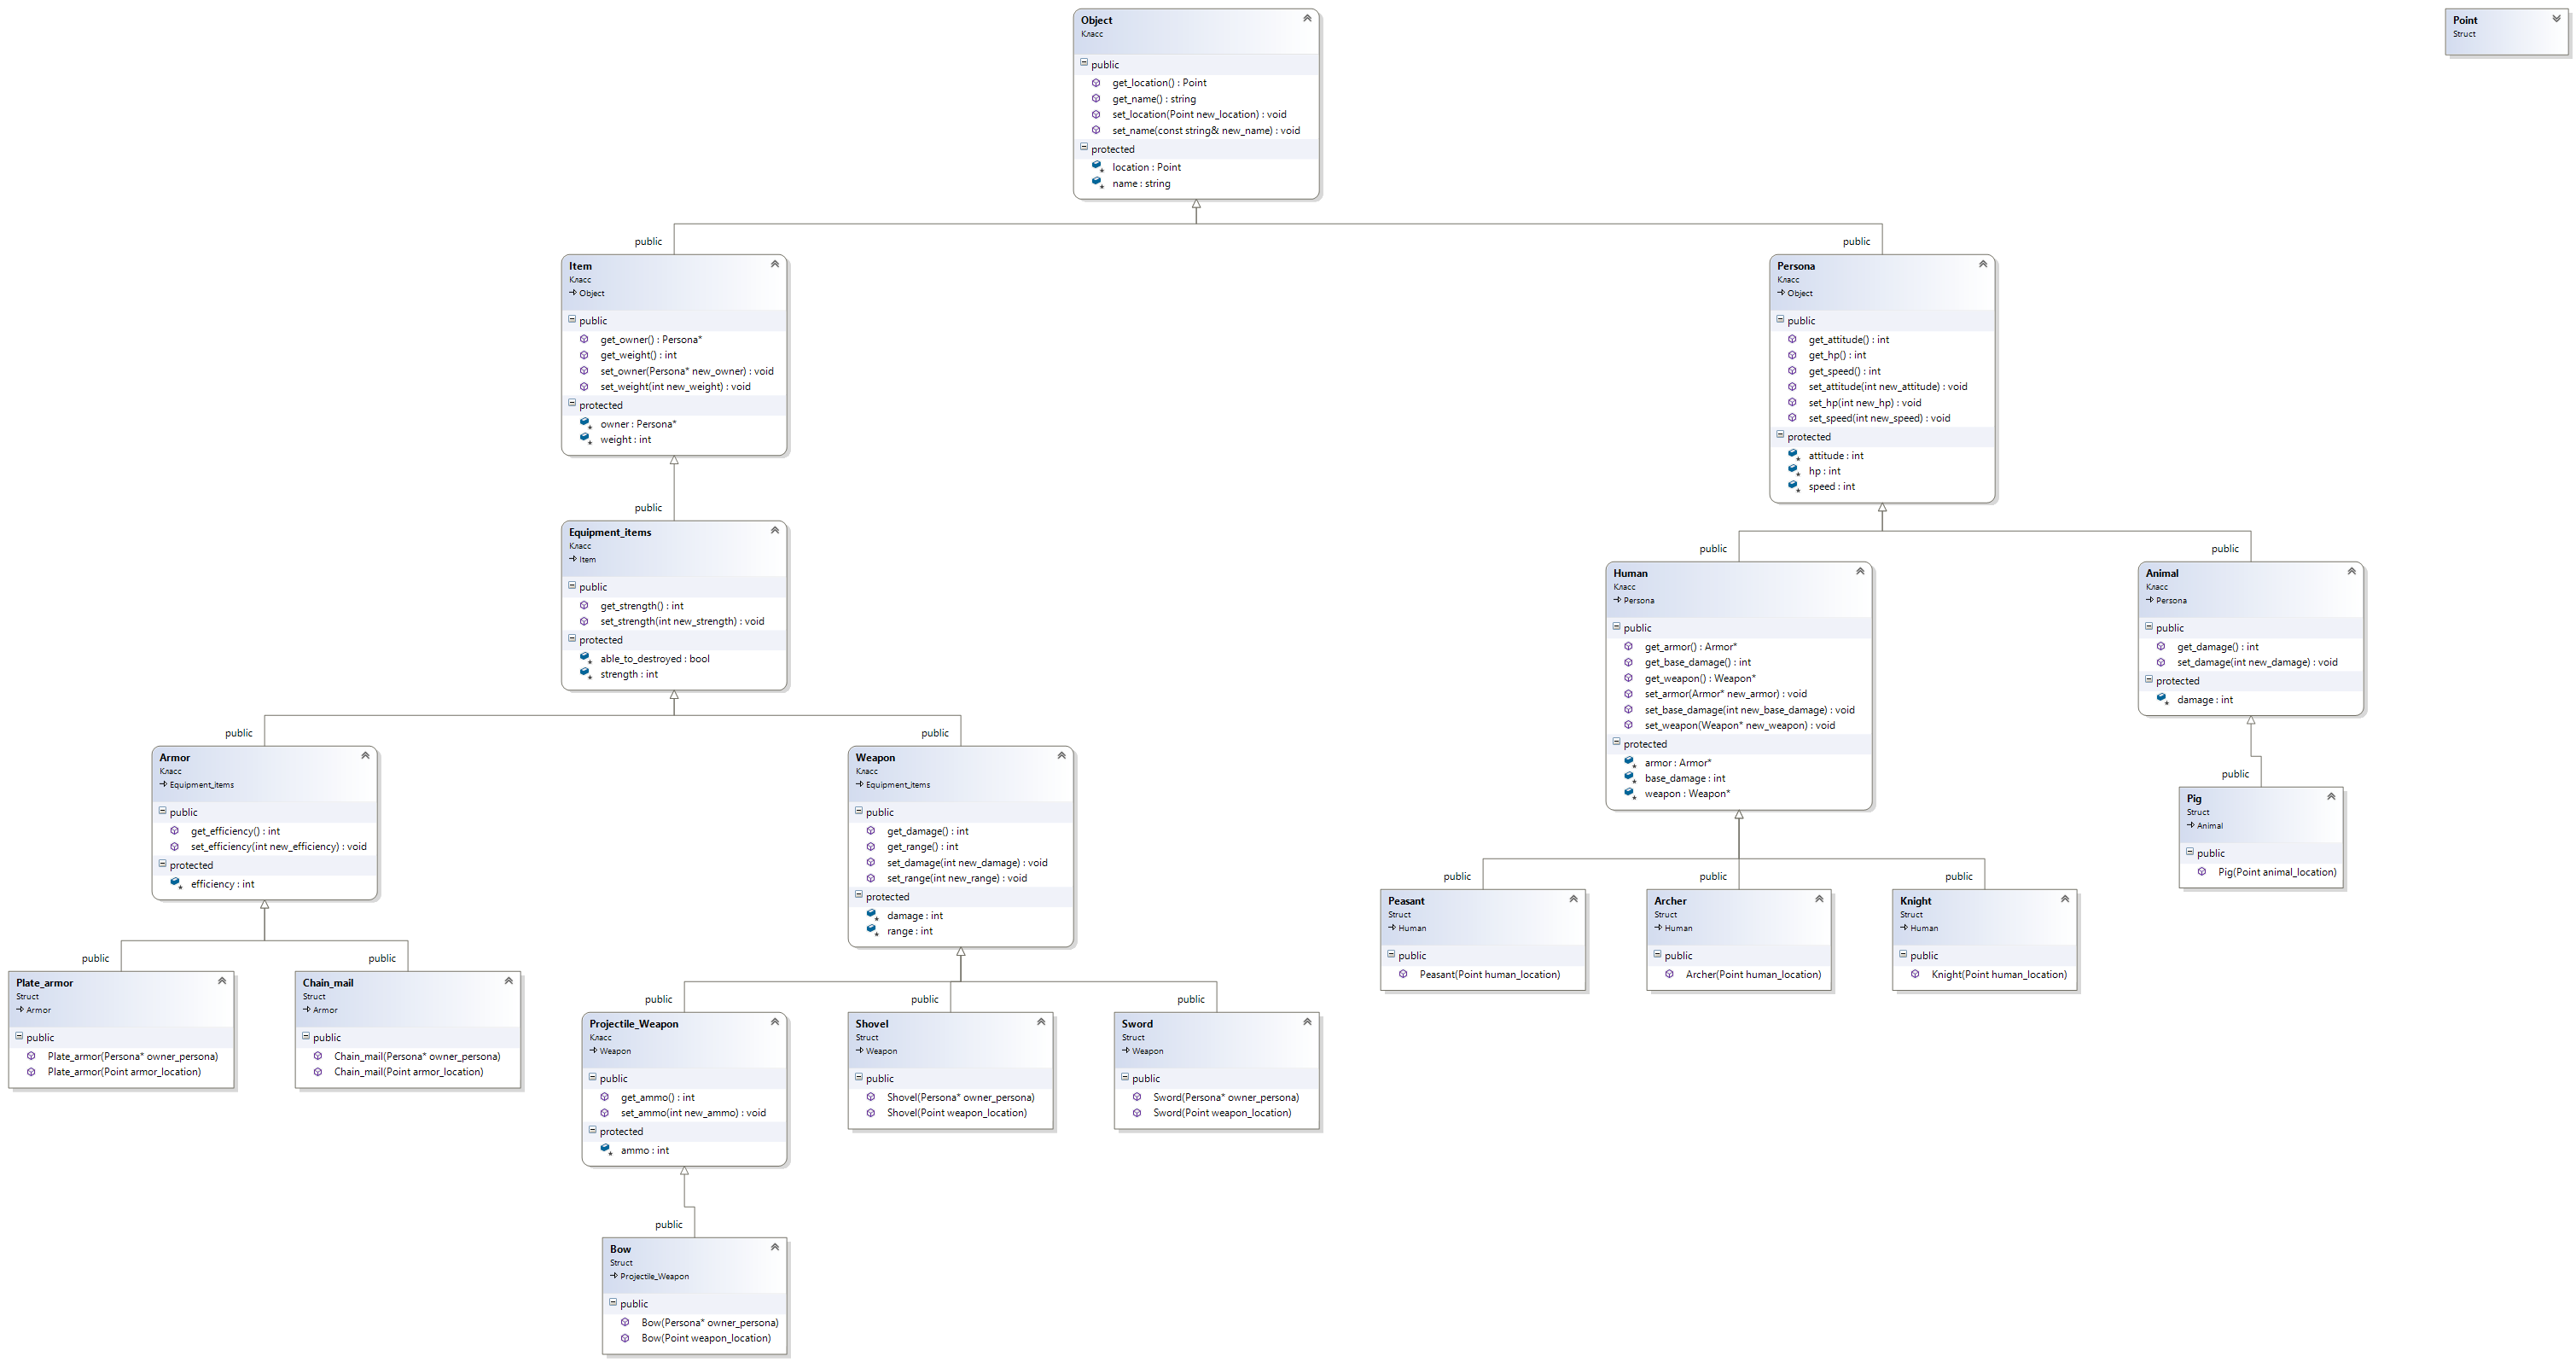 Object
Класс
public
get_location() : Point
get_name() : string
set_location(Point new_location) : void
set_name(const string& new_name) : void
protected
location : Point
name : string
Point
Struct
public
Item
Класс
Object
public
get_owner() : Persona*
get_weight() : int
set_owner(Persona* new_owner) : void
set_weight(int new_weight) : void
protected
owner : Persona*
weight : int
public
Persona
Класс
Object
public
get_attitude() : int
get_hp() : int
get_speed() : int
set_attitude(int new_attitude) : void
set_hp(int new_hp) : void
set_speed(int new_speed) : void
protected
attitude : int
hp : int
speed : int
public
Equipment_items
Класс
Item
public
get_strength() : int
set_strength(int new_strength) : void
protected
able_to_destroyed : bool
strength : int
public
Human
Класс
Persona
public
get_armor() : Armor*
get_base_damage() : int
get_weapon() : Weapon*
set_armor(Armor* new_armor) : void
set_base_damage(int new_base_damage) : void
set_weapon(Weapon* new_weapon) : void
protected
armor : Armor*
base_damage : int
weapon : Weapon*
public
Animal
Класс
Persona
public
get_damage() : int
set_damage(int new_damage) : void
protected
damage : int
public
Armor
Класс
Equipment_items
public
get_efficiency() : int
set_efficiency(int new_efficiency) : void
protected
efficiency : int
public
Weapon
Класс
Equipment_items
public
get_damage() : int
get_range() : int
set_damage(int new_damage) : void
set_range(int new_range) : void
protected
damage : int
range : int
public
Pig
Struct
Animal
public
Pig(Point animal_location)
public
Peasant
Struct
Human
public
Peasant(Point human_location)
public
Archer
Struct
Human
public
Archer(Point human_location)
public
Knight
Struct
Human
public
Knight(Point human_location)
public
Plate_armor
Struct
Armor
public
Plate_armor(Persona* owner_persona)
Plate_armor(Point armor_location)
public
Chain_mail
Struct
Armor
public
Chain_mail(Persona* owner_persona)
Chain_mail(Point armor_location)
public
Projectile_Weapon
Класс
Weapon
public
get_ammo() : int
set_ammo(int new_ammo) : void
protected
ammo : int
public
Shovel
Struct
Weapon
public
Shovel(Persona* owner_persona)
Shovel(Point weapon_location)
public
Sword
Struct
Weapon
public
Sword(Persona* owner_persona)
Sword(Point weapon_location)
public
Bow
Struct
Projectile_Weapon
public
Bow(Persona* owner_persona)
Bow(Point weapon_location)